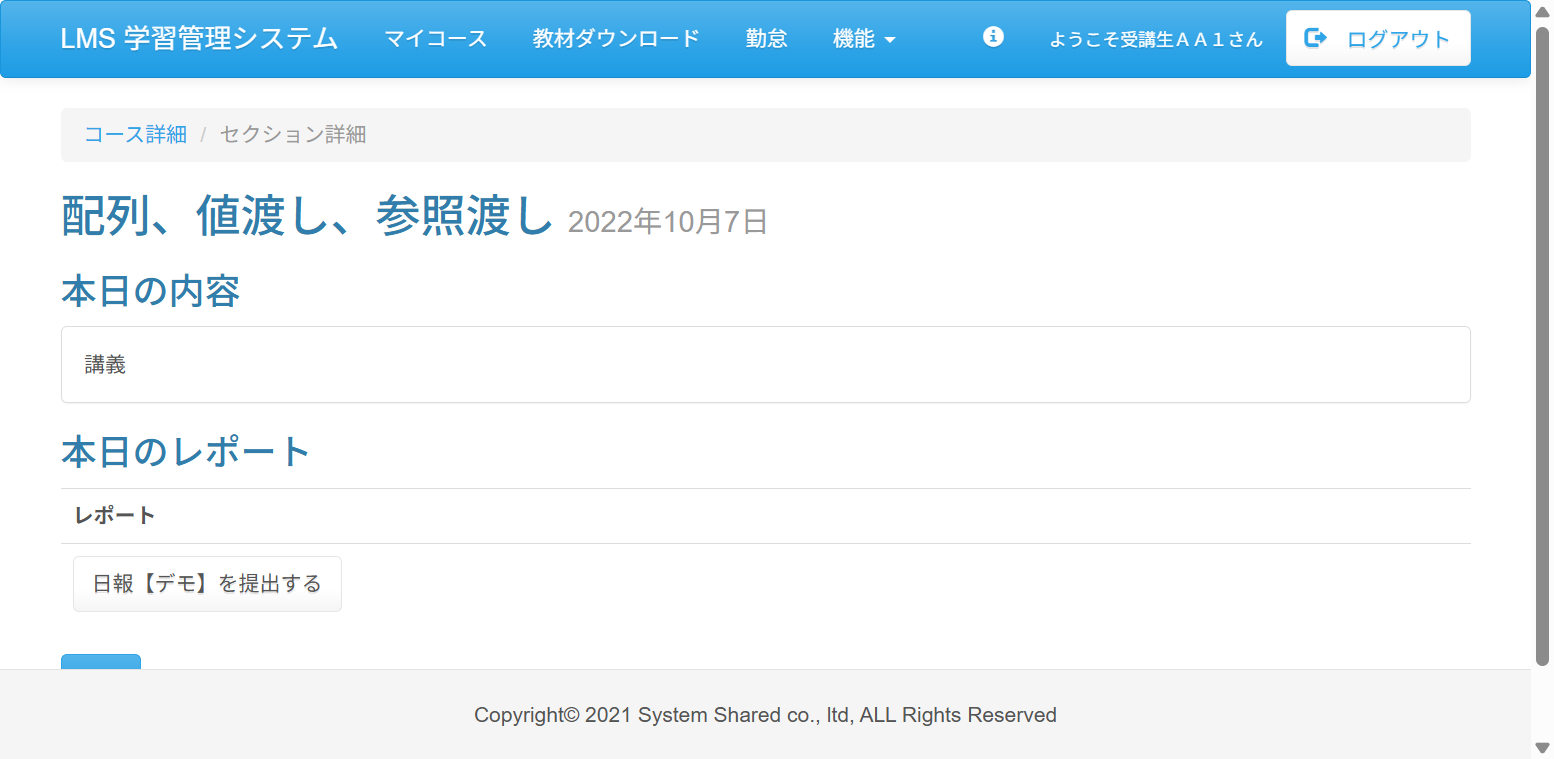 LMS 学習管理システム マイコース 教材ダウンロード 勤怠 機能 ようこそ受講生ＡＡ１さん ログアウト
コース詳細 / セクション詳細
配列、値渡し、参照渡し 2022年10月7日
本日の内容
講義
本日のレポート
レポート
日報【デモ】を提出する
Copyright© 2021 System Shared co., ltd, ALL Rights Reserved